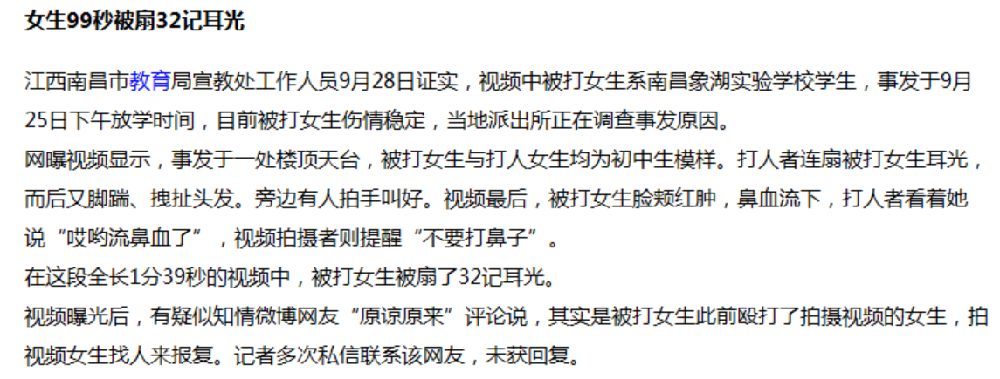 女生99秒被扇32记耳光
江西南昌市教育局宣教处工作人员9月28日证实，视频中被打女生系南昌象湖实验学校学生，事发于9月
25日下午放学时间，目前被打女生伤情稳定，当地派出所正在调查事发原因。
网曝视频显示，事发于一处楼顶天台，被打女生与打人女生均为初中生模样。打人者连扇被打女生耳光，
而后又脚踹、拽扯头发。旁边有人拍手叫好。视频最后，被打女生脸颊红肿，鼻血流下，打人者看着她
说“哎哟流鼻血了”，视频拍摄者则提醒“不要打鼻子”。
在这段全长1分39秒的视频中，被打女生被扇了32记耳光。
视频曝光后，有疑似知情微博网友“原谅原来”评论说，其实是被打女生此前殴打了拍摄视频的女生，拍
视频女生找人来报复。记者多次私信联系该网友，未获回复。